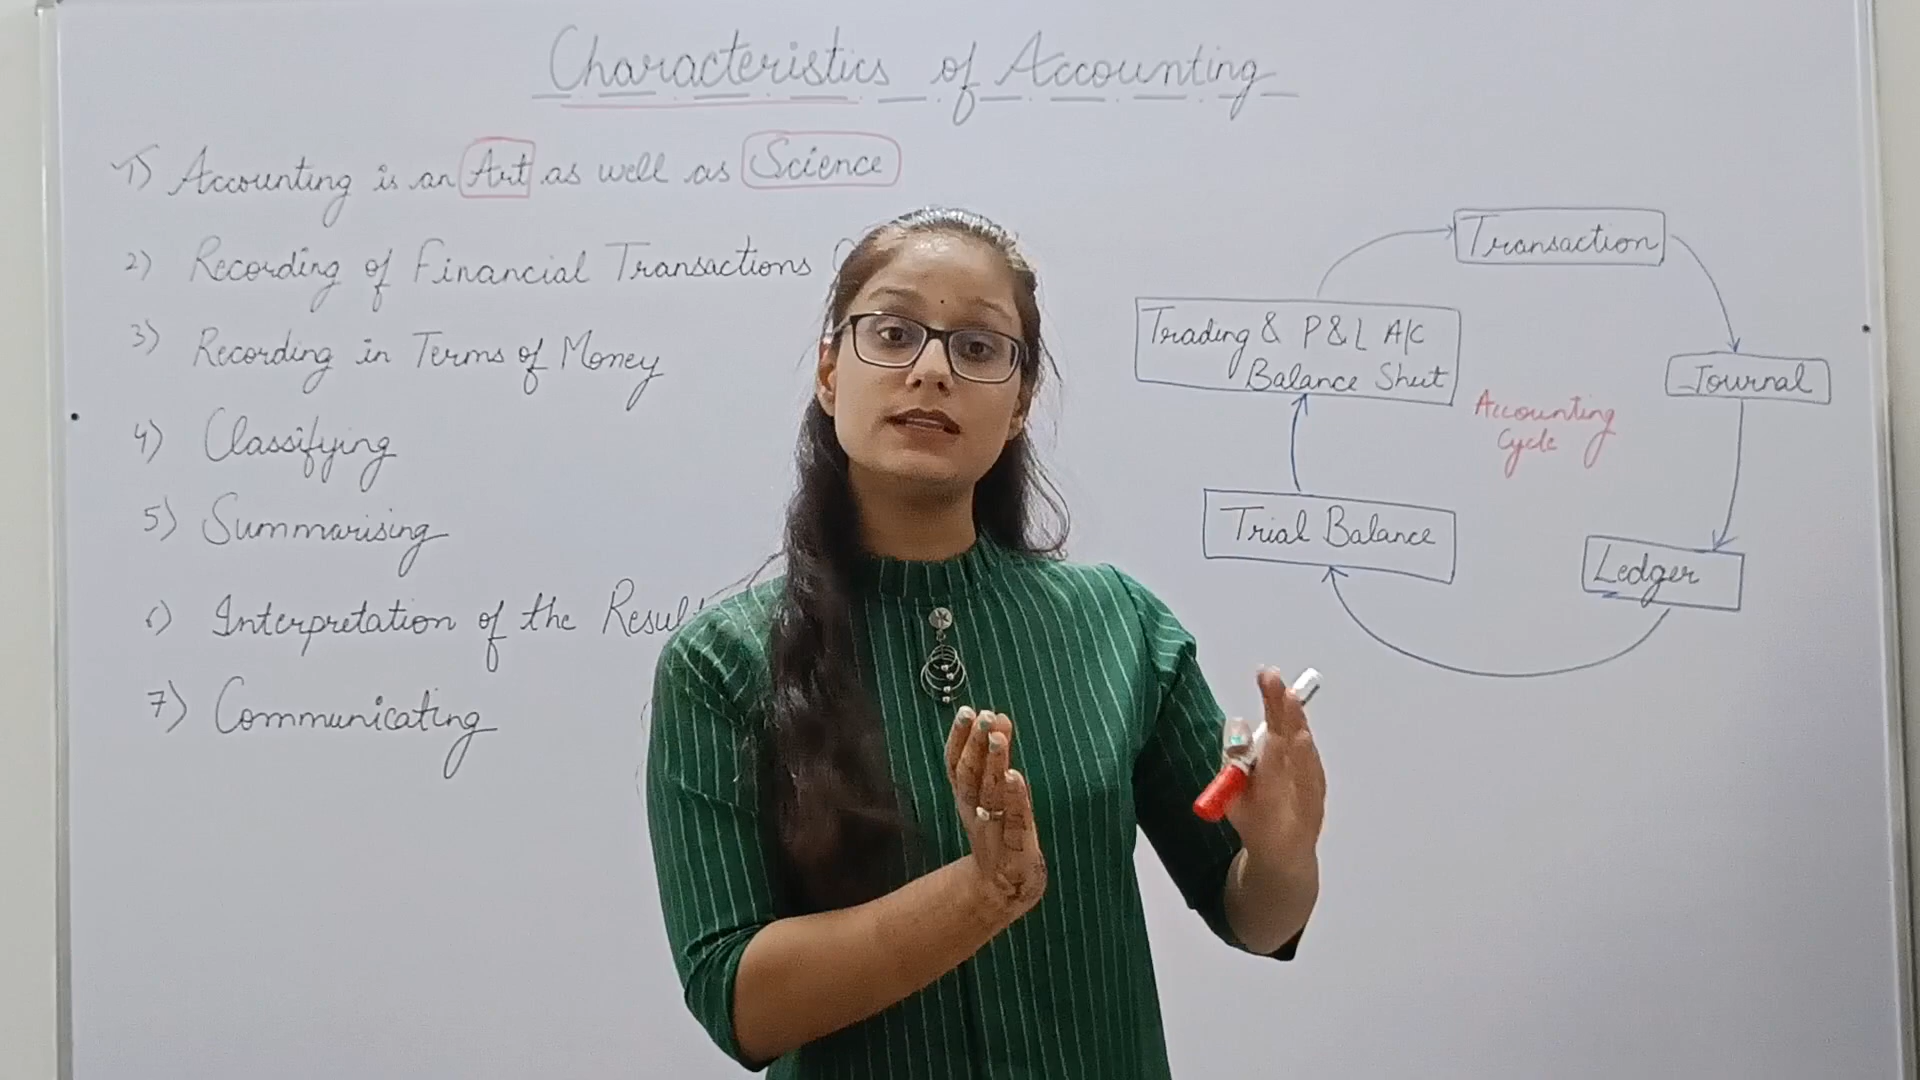 Characteristics of Accounting
1) Accounting is an Art as well as Science
2) Recording of Financial Transactions
3) Recording in Terms of Money
4) Classifying
5) Summarising
6) Interpretation of the
7) Communicating
Transaction
Journal
Ledger
Trial Balance
Trading & P&L A/C
Balance Sheet
Accounting
Cycle